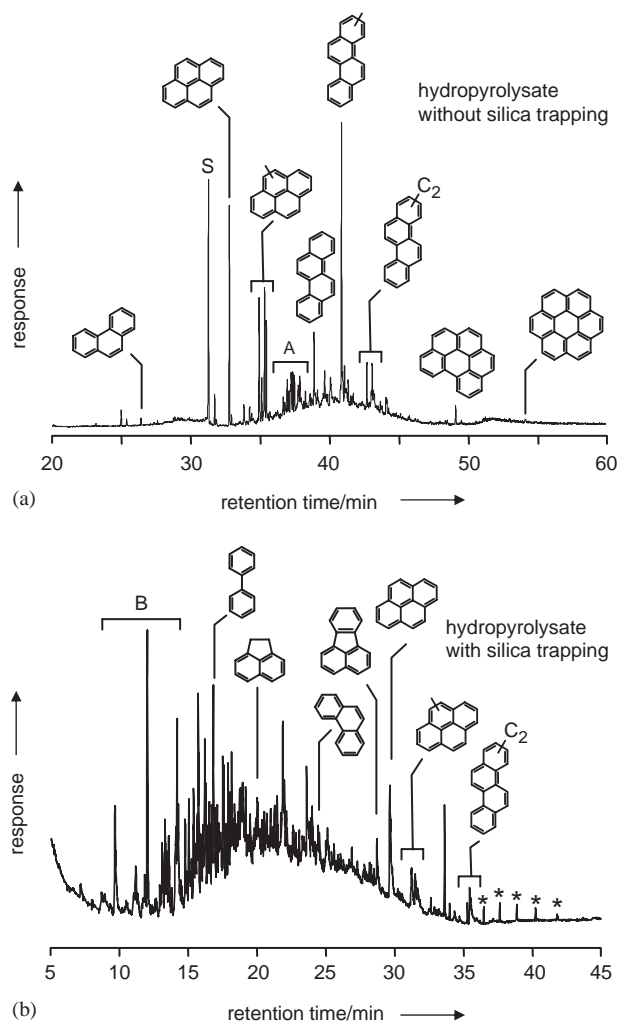 hydropyrolysate
without silica trapping
S
C2
A
response
20 30 40 50 60
(a)
retention time/min
B
hydropyrolysate
with silica trapping
C2
response
* * * * *
5 10 15 20 25 30 35 40 45
(b)
retention time/min